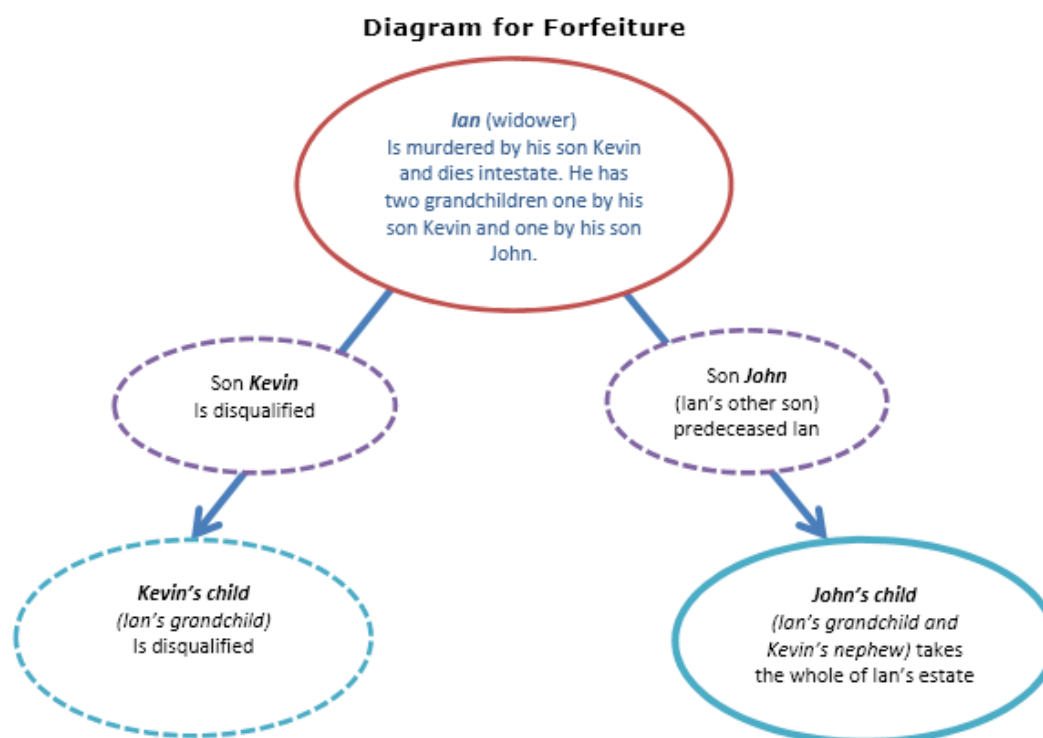 Diagram for Forfeiture
Ian (widower)
Is murdered by his son Kevin
and dies intestate. He has
two grandchildren one by his
son Kevin and one by his son
John.
Son Kevin
Is disqualified
Son John
(Ian's other son)
predeceased Ian
Kevin's child
(Ian's grandchild)
Is disqualified
John's child
(Ian's grandchild and
Kevin's nephew) takes
the whole of Ian's estate